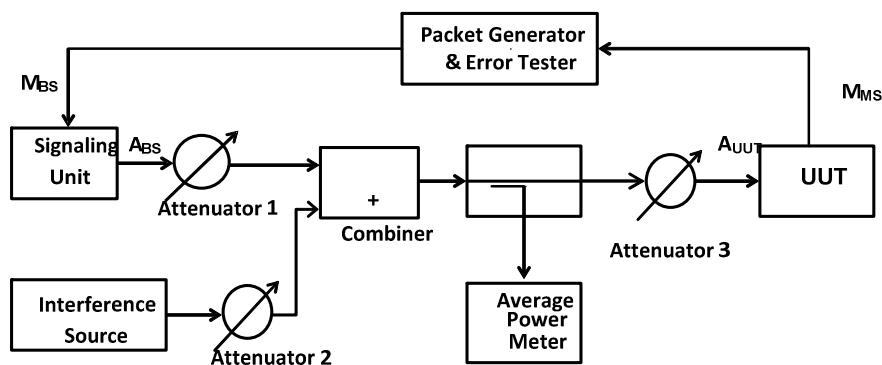 Packet Generator
& Error Tester
MBS
MMS
Signaling
Unit
ABS
Attenuator 1
+
Combiner
AUUT
UUT
Attenuator 3
Interference
Source
Attenuator 2
Average
Power
Meter